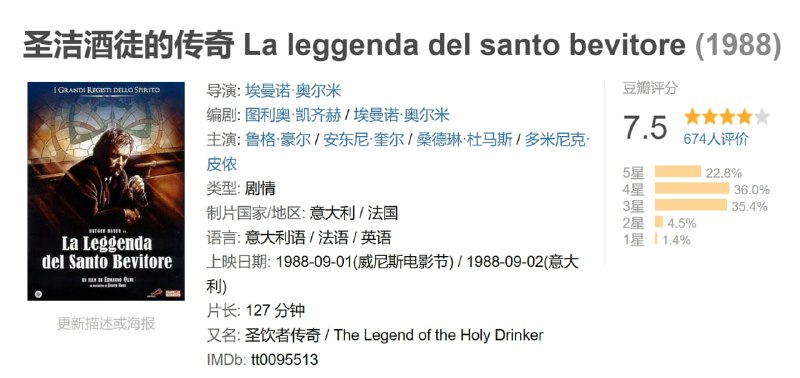 圣洁酒徒的传奇 La leggenda del santo bevitore (1988)
I GRANDI REGISTI DELLO SPIRITO
RUTGER HAUER in
La Leggenda
del Santo Bevitore
UN FILM DI ERMANNO OLMI
更新描述或海报
导演: 埃曼诺·奥尔米
编剧: 图利奥·凯齐赫 / 埃曼诺·奥尔米
主演: 鲁格·豪尔 / 安东尼·奎尔 / 桑德琳·杜马斯 / 多米尼克·
皮侬
类型: 剧情
制片国家/地区: 意大利 / 法国
语言: 意大利语 / 法语 / 英语
上映日期: 1988-09-01(威尼斯电影节) / 1988-09-02(意大
利)
片长: 127 分钟
又名: 圣饮者传奇 / The Legend of the Holy Drinker
IMDb: tt0095513
豆瓣评分
7.5
674人评价
5星 22.8%
4星 36.0%
3星 35.4%
2星 4.5%
1星 1.4%